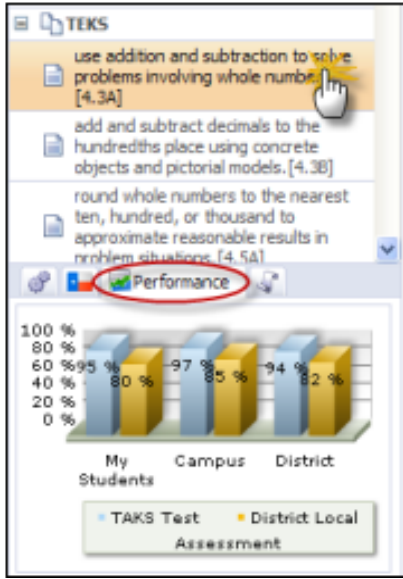 TEKS
use addition and subtraction to solve
problems involving whole numbe
[4.3A]
add and subtract decimals to the
hundredths place using concrete
objects and pictorial models. [4.3B]
round whole numbers to the nearest
ten, hundred, or thousand to
approximate reasonable results in
problem situations. [4.5A]
Performance
100 %
80 %
60 %
40 %
20 %
0 %
95 %
80 %
97 %
85 %
94 %
82 %
My Students
Campus
District
TAKS Test
District Local
Assessment